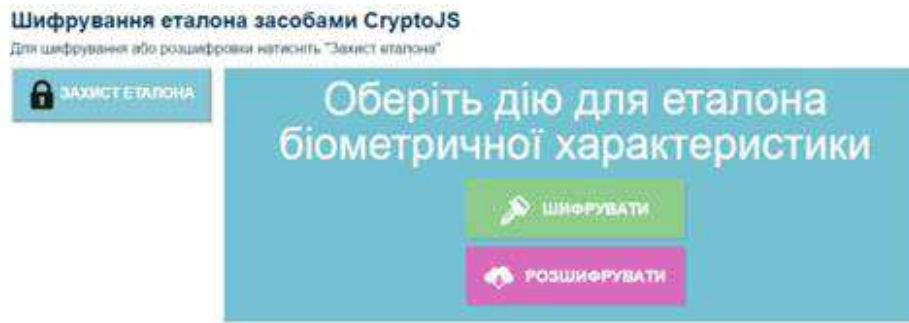 Шифрування еталона засобами CryptoJS
Для шифрування або розшифровки натисніть "Захист еталона"
ЗАХИСТ ЕТАЛОНА
Оберіть дію для еталона
біометричної характеристики
ШИФРУВАТИ
РОЗШИФРУВАТИ